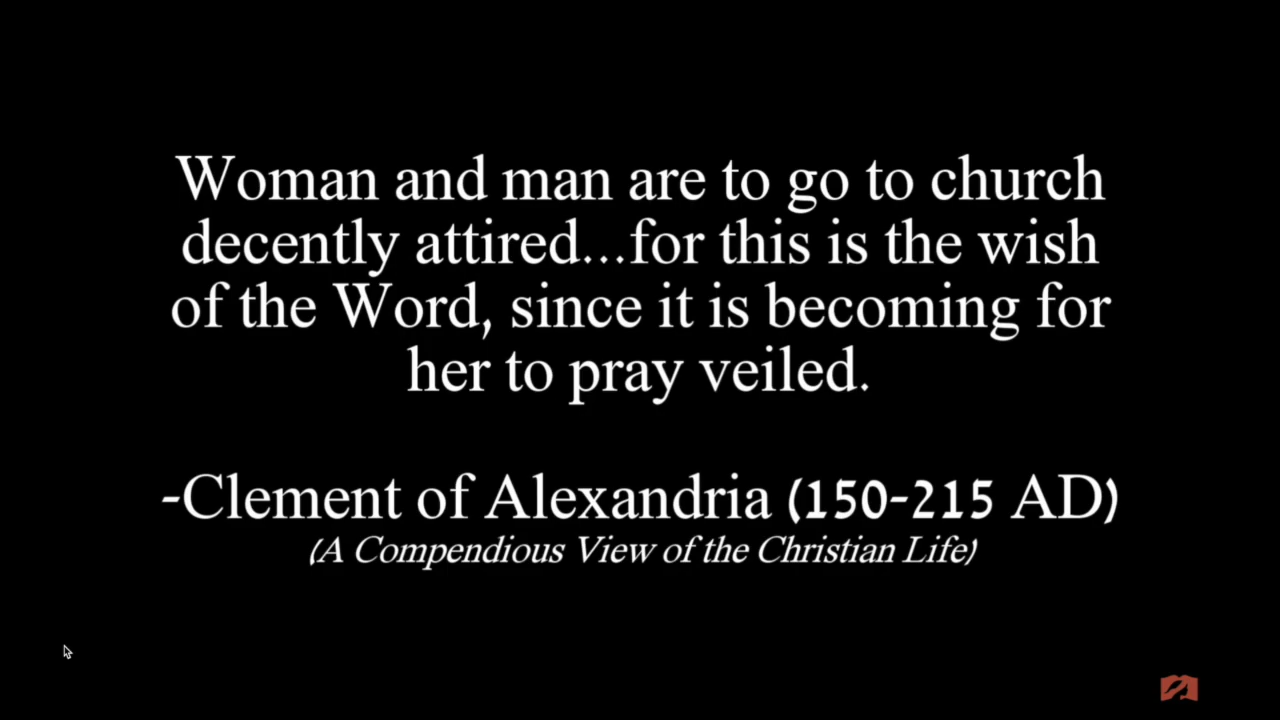 Woman and man are to go to church
decently attired...for this is the wish
of the Word, since it is becoming for
her to pray veiled.
-Clement of Alexandria (150-215 AD)
(A Compendious View of the Christian Life)